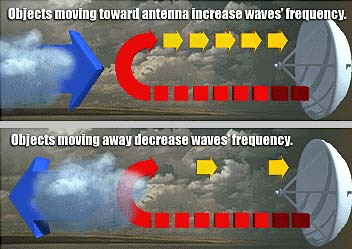 Objects moving toward antenna increase waves' frequency.
Objects moving away decrease waves' frequency.